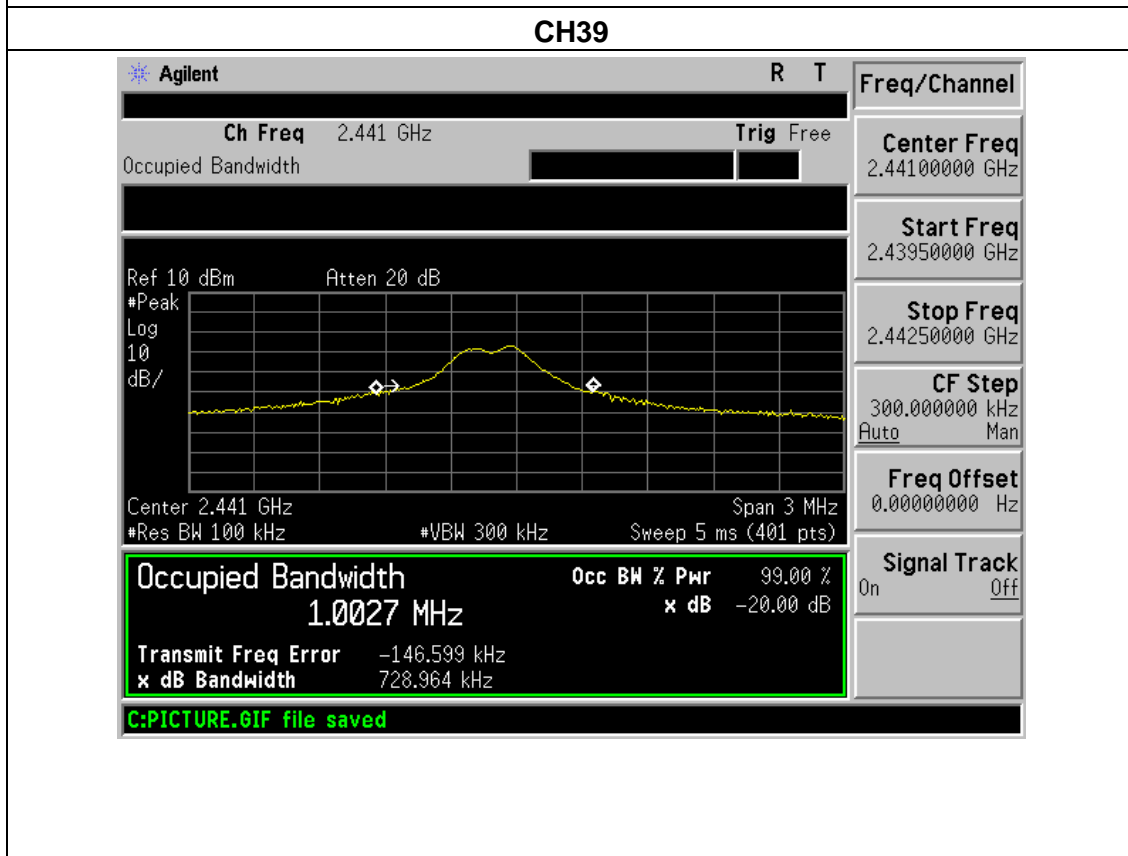 CH39
Agilent R T
Freq/Channel
Ch Freq 2.441 GHz Trig Free
Occupied Bandwidth
Center Freq
2.44100000 GHz
Start Freq
2.43950000 GHz
Stop Freq
2.44250000 GHz
CF Step
300.000000 kHz
Auto Man
Freq Offset
0.00000000 Hz
Signal Track
On Off
Ref 10 dBm Atten 20 dB
#Peak
Log
10
dB/
Center 2.441 GHz Span 3 MHz
#Res BW 100 kHz #VBW 300 kHz Sweep 5 ms (401 pts)
Occupied Bandwidth
1.0027 MHz
Occ BW % Pwr 99.00 %
x dB -20.00 dB
Transmit Freq Error -146.599 kHz
x dB Bandwidth 728.964 kHz
C:PICTURE.GIF file saved